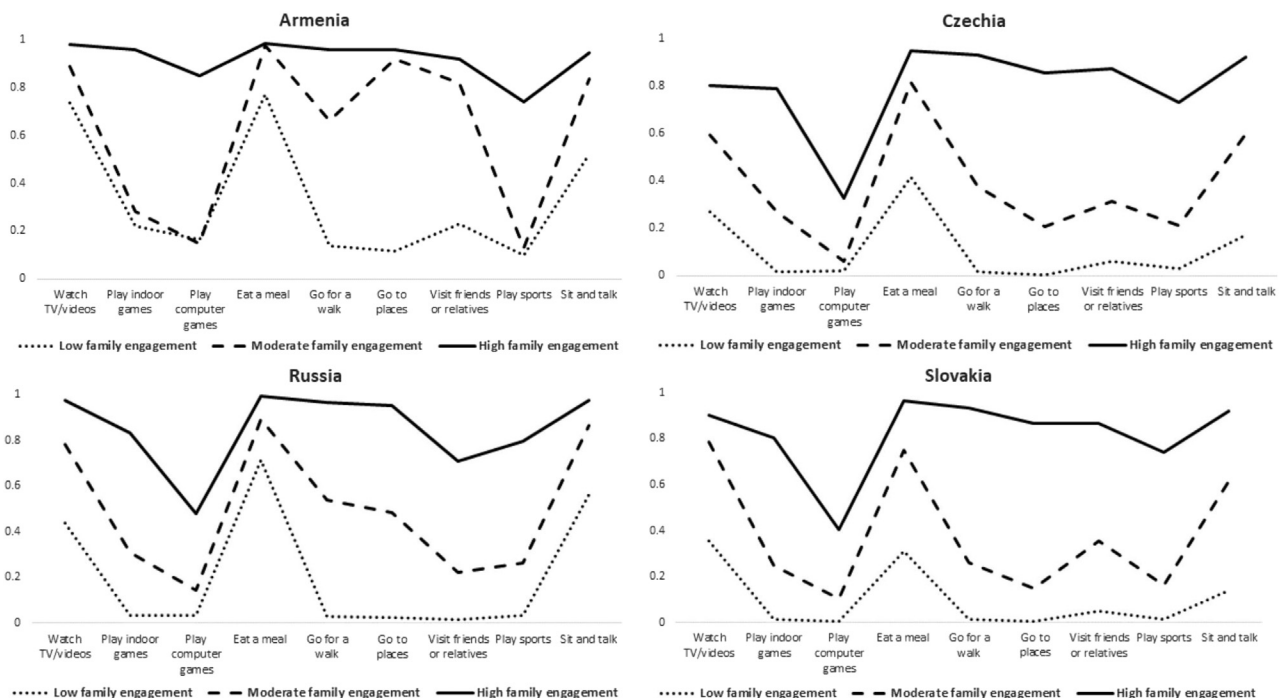 Armenia
1
0.8
0.6
0.4
0.2
0
Watch TV/videos
Play indoor games
Play computer games
Eat a meal
Go for a walk
Go to places
Visit friends or relatives
Play sports
Sit and talk
Low family engagement
Moderate family engagement
High family engagement
Czechia
1
0.8
0.6
0.4
0.2
0
Watch TV/videos
Play indoor games
Play computer games
Eat a meal
Go for a walk
Go to places
Visit friends or relatives
Play sports
Sit and talk
Low family engagement
Moderate family engagement
High family engagement
Russia
1
0.8
0.6
0.4
0.2
0
Watch TV/videos
Play indoor games
Play computer games
Eat a meal
Go for a walk
Go to places
Visit friends or relatives
Play sports
Sit and talk
Low family engagement
Moderate family engagement
High family engagement
Slovakia
1
0.8
0.6
0.4
0.2
0
Watch TV/videos
Play indoor games
Play computer games
Eat a meal
Go for a walk
Go to places
Visit friends or relatives
Play sports
Sit and talk
Low family engagement
Moderate family engagement
High family engagement